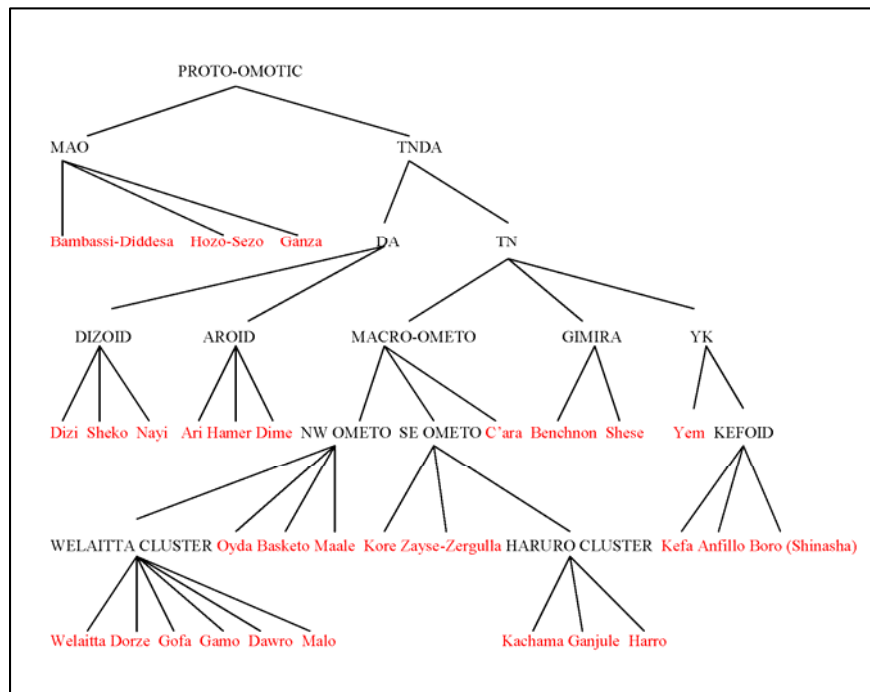 PROTO-OMOTIC
MAO TNDA
Bambassi-Diddesa Hozo-Sezo Ganza DA TN
DIZOID AROID MACRO-OMETO GIMIRA YK
Dizi Sheko Nayi Ari Hamer Dime NW OMETO SE OMETO C'ara Benchnon Shese Yem KEFOID
WELAITTA CLUSTER Oyda Basketo Maale Kore Zayse-Zergulla HARURO CLUSTER Kefa Anfillo Boro (Shinasha)
Welaitta Dorze Gofa Gamo Dawro Malo Kachama Ganjule Harro